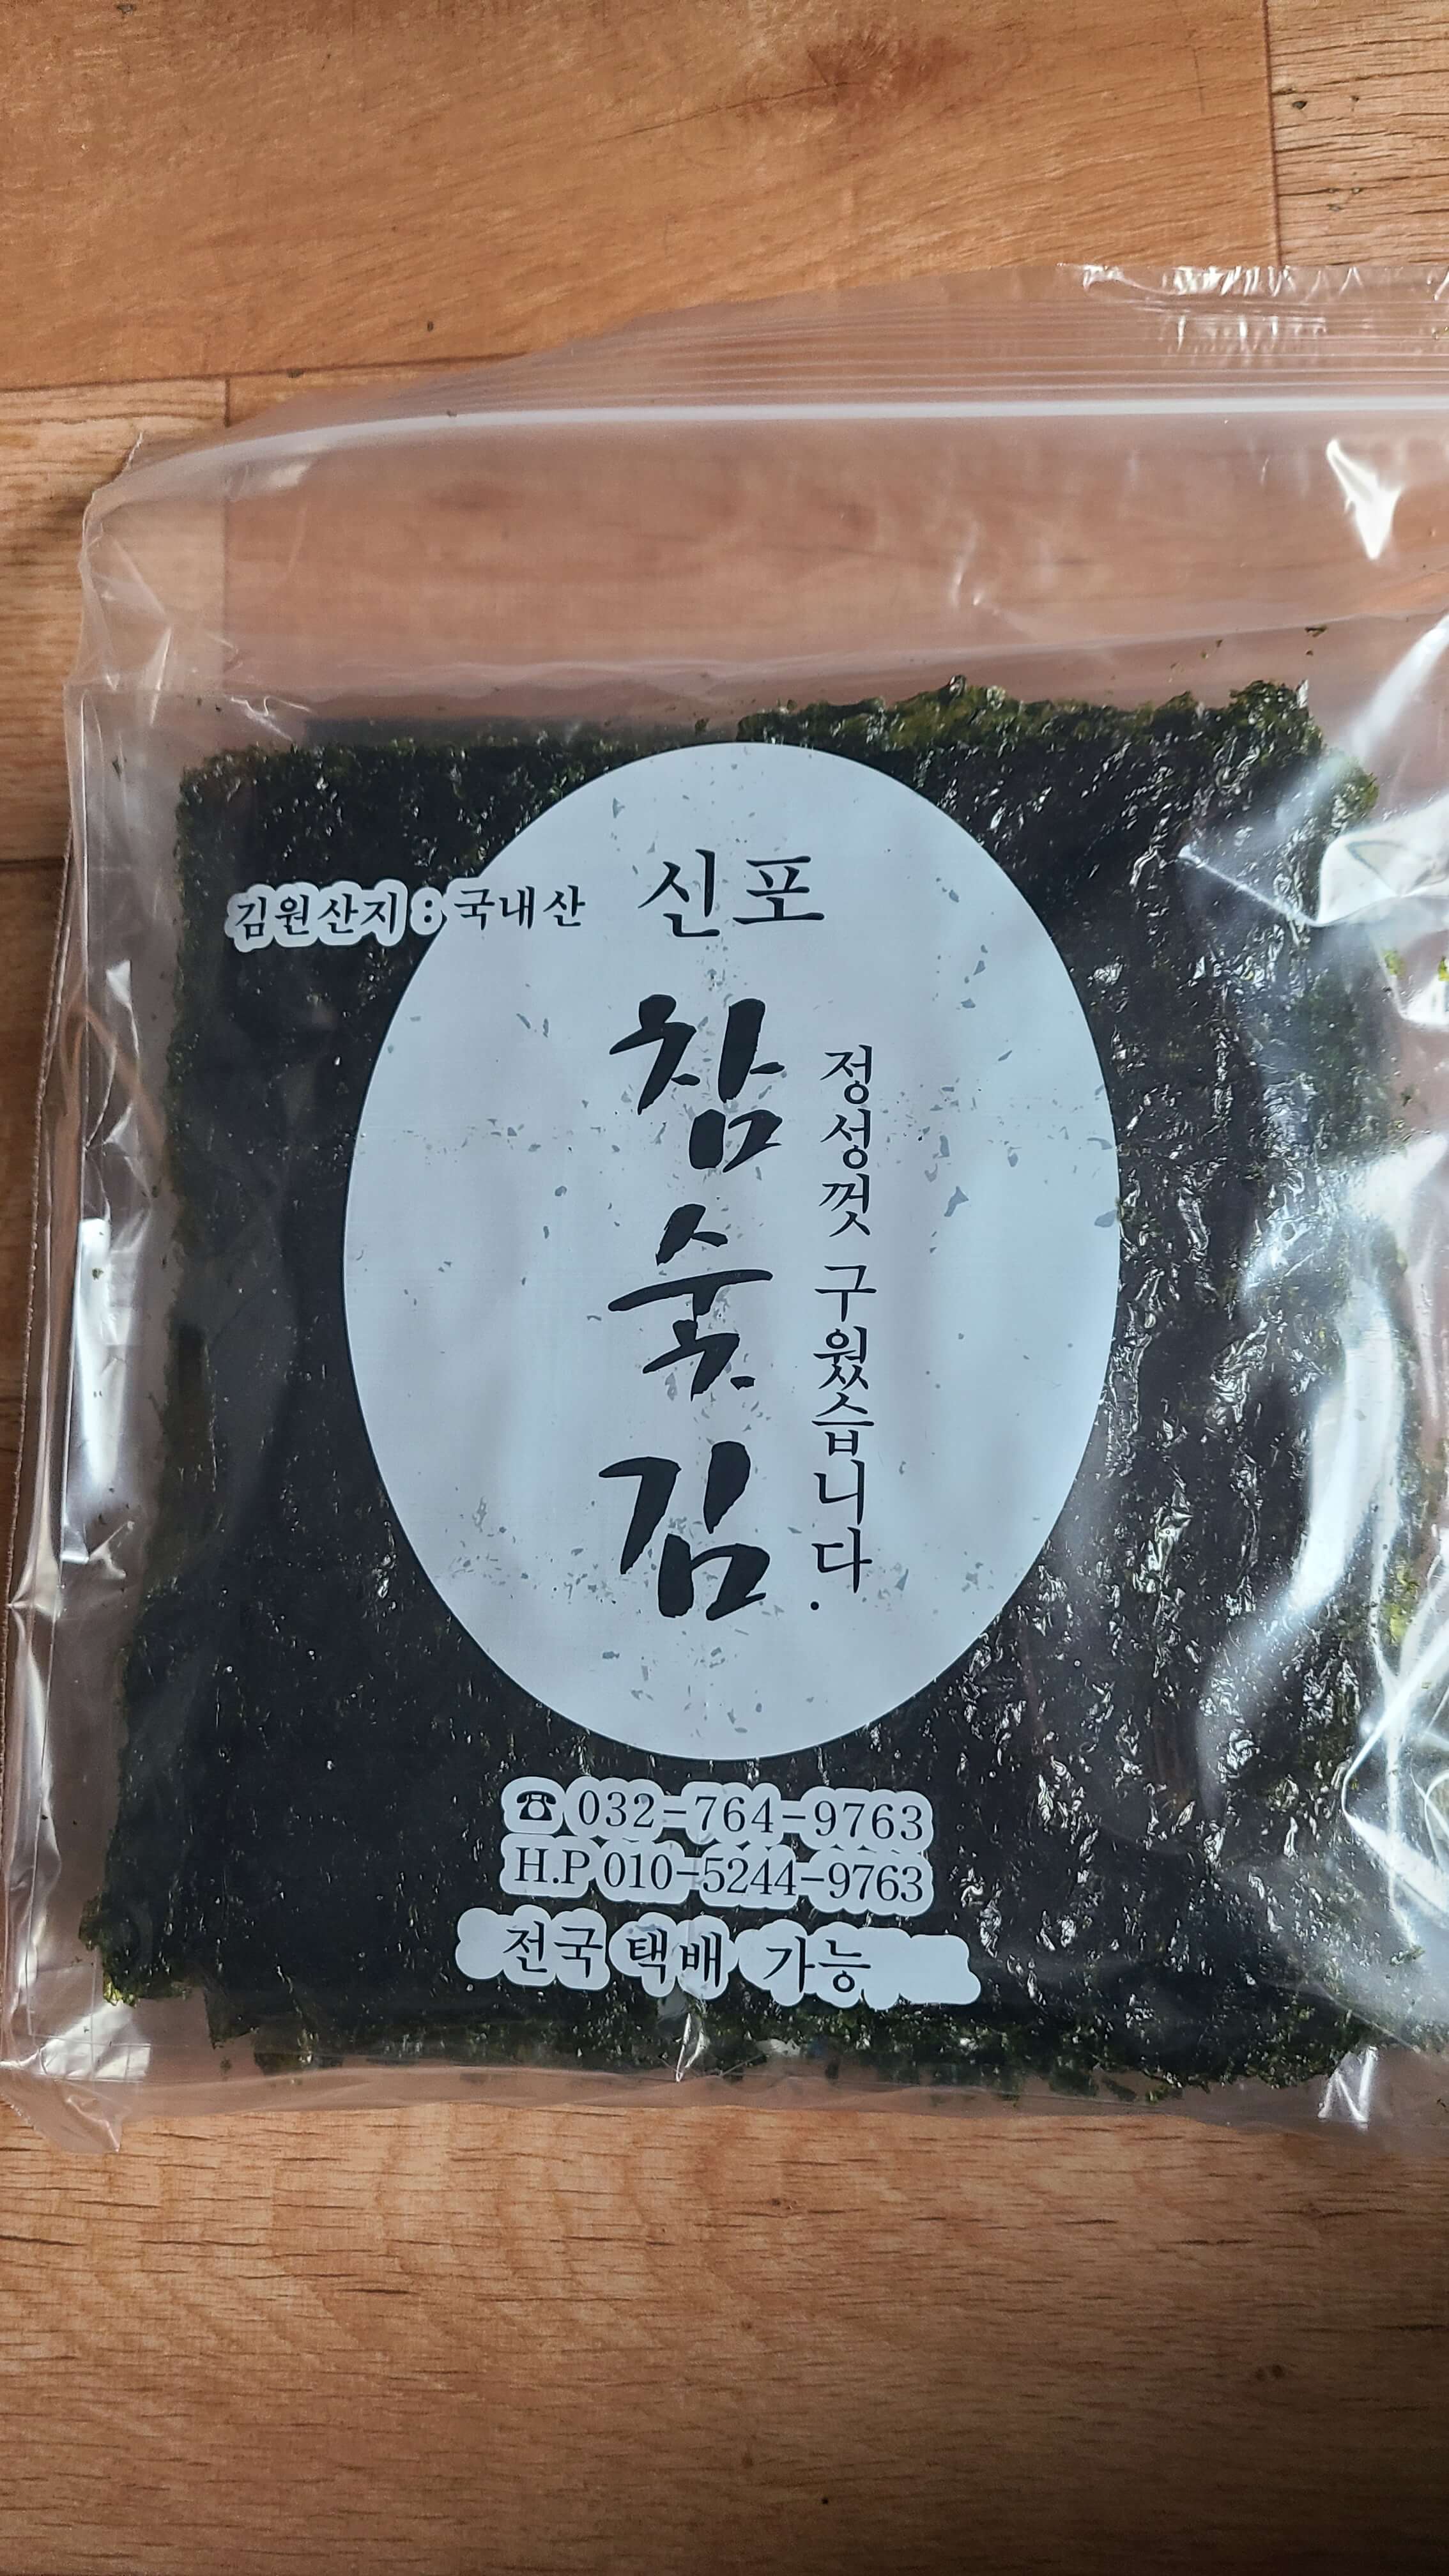 김원산지:국내산
신포
참숯김
정성껏 구웠습니다.
☎ 032-764-9763
H.P 010-5244-9763
전국 택배 가능